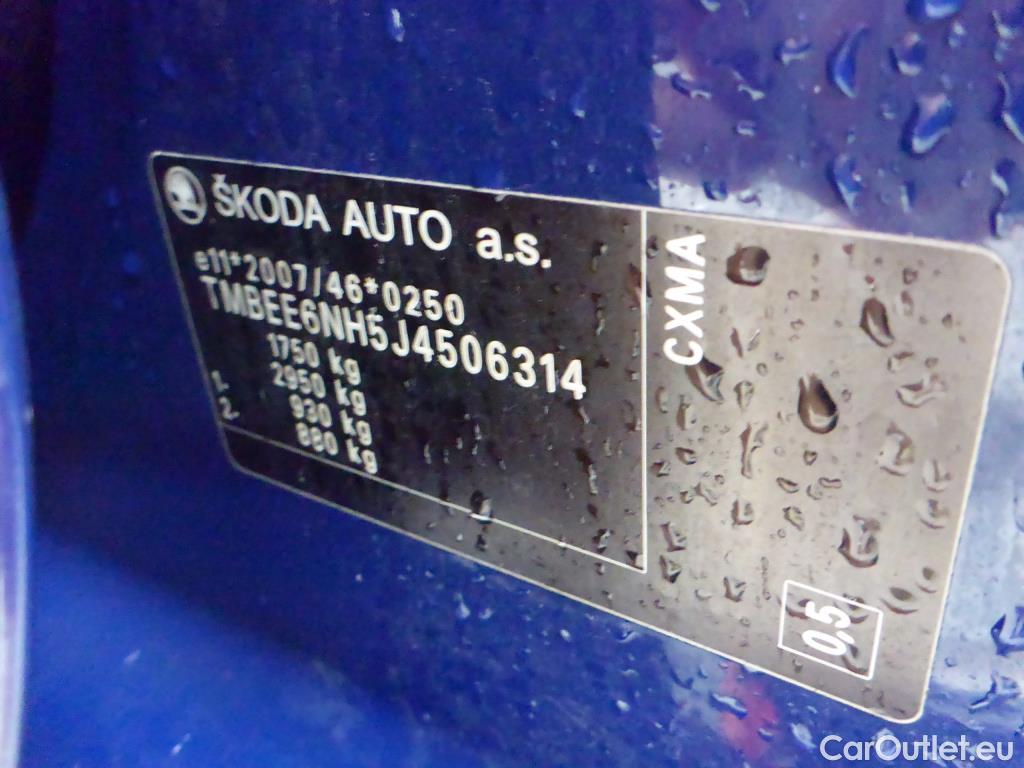 ŠKODA AUTO a.s.
e11*2007/46*0250
TMBEE6NH5J4506314
1750 kg
2950 kg
1. 930 kg
2. 880 kg
CXMA
0,5
CarOutlet.eu